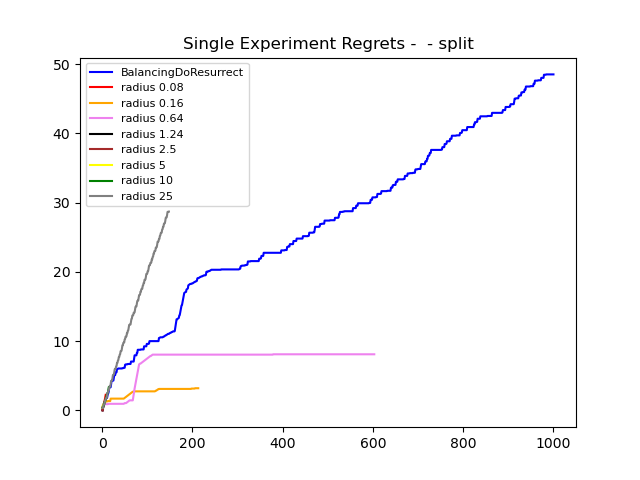 Single Experiment Regrets -  - split
50
40
30
20
10
0
BalancingDoResurrect
radius 0.08
radius 0.16
radius 0.64
radius 1.24
radius 2.5
radius 5
radius 10
radius 25
0 200 400 600 800 1000